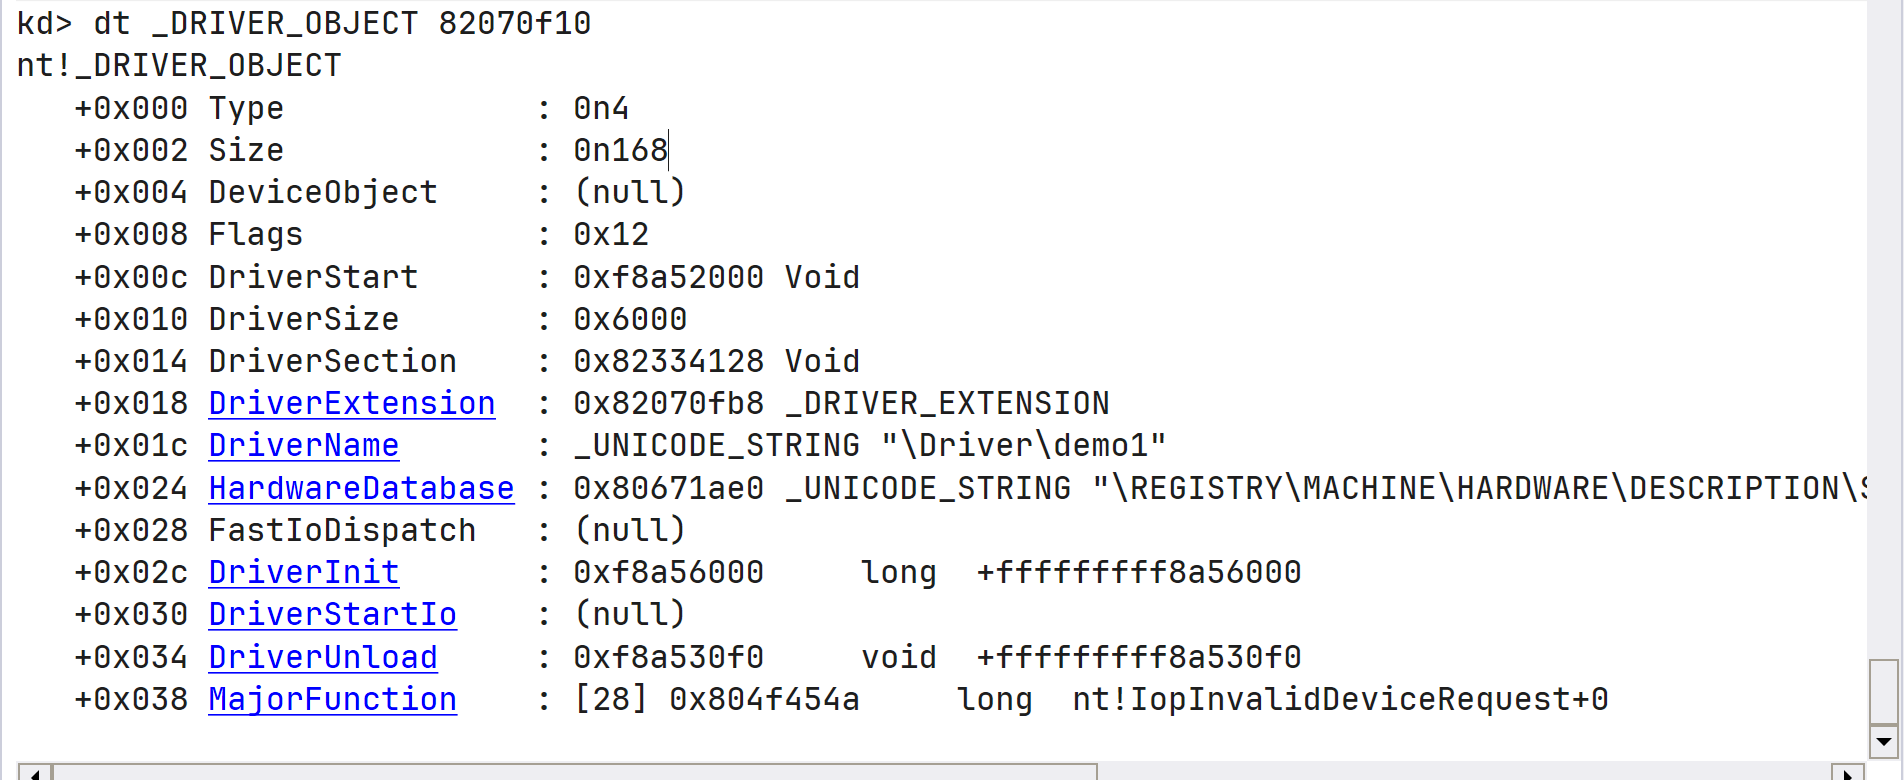 kd> dt _DRIVER_OBJECT 82070f10
nt!_DRIVER_OBJECT
   +0x000 Type             : 0n4
   +0x002 Size             : 0n168
   +0x004 DeviceObject     : (null)
   +0x008 Flags            : 0x12
   +0x00c DriverStart      : 0xf8a52000 Void
   +0x010 DriverSize       : 0x6000
   +0x014 DriverSection    : 0x82334128 Void
   +0x018 DriverExtension  : 0x82070fb8 _DRIVER_EXTENSION
   +0x01c DriverName       : _UNICODE_STRING "\Driver\demo1"
   +0x024 HardwareDatabase : 0x80671ae0 _UNICODE_STRING "\REGISTRY\MACHINE\HARDWARE\DESCRIPTION\S
   +0x028 FastIoDispatch   : (null)
   +0x02c DriverInit       : 0xf8a56000     long  +fffffffff8a56000
   +0x030 DriverStartIo    : (null)
   +0x034 DriverUnload     : 0xf8a530f0     void  +fffffffff8a530f0
   +0x038 MajorFunction    : [28] 0x804f454a     long  nt!IopInvalidDeviceRequest+0